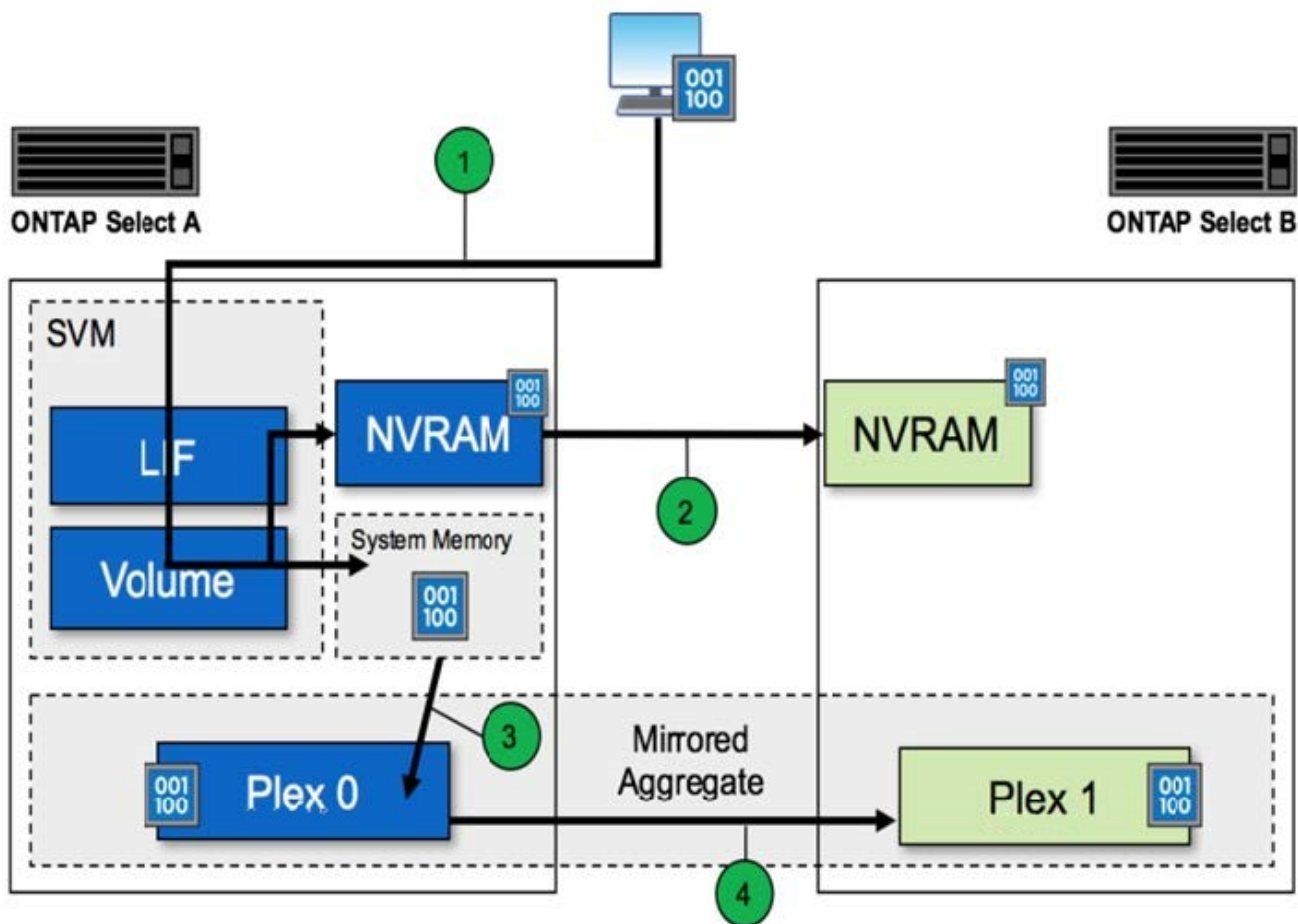 001
100
1
ONTAP Select A
ONTAP Select B
SVM
LIF
Volume
NVRAM
001
100
2
NVRAM
001
100
System Memory
001
100
3
Mirrored
Aggregate
001
100
Plex 0
Plex 1
001
100
4